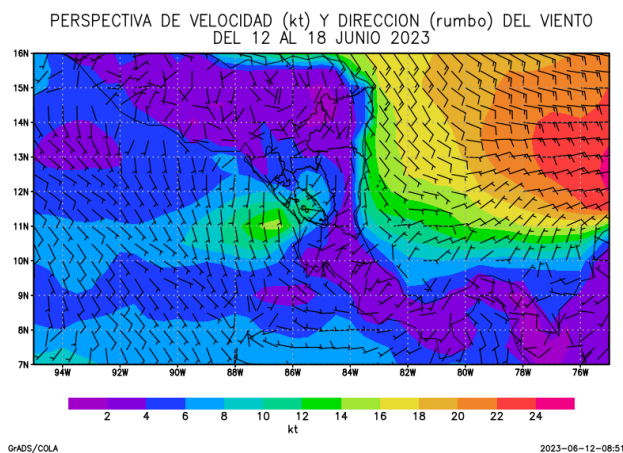 PERSPECTIVA DE VELOCIDAD (kt) Y DIRECCION (rumbo) DEL VIENTO
DEL 12 AL 18 JUNIO 2023
16N
15N
14N
13N
12N
11N
10N
9N
8N
7N
94W 92W 90W 88W 86W 84W 82W 80W 78W 76W
2 4 6 8 10 12 14 16 18 20 22 24
kt
GrADS/COLA 2023-06-12-08:51